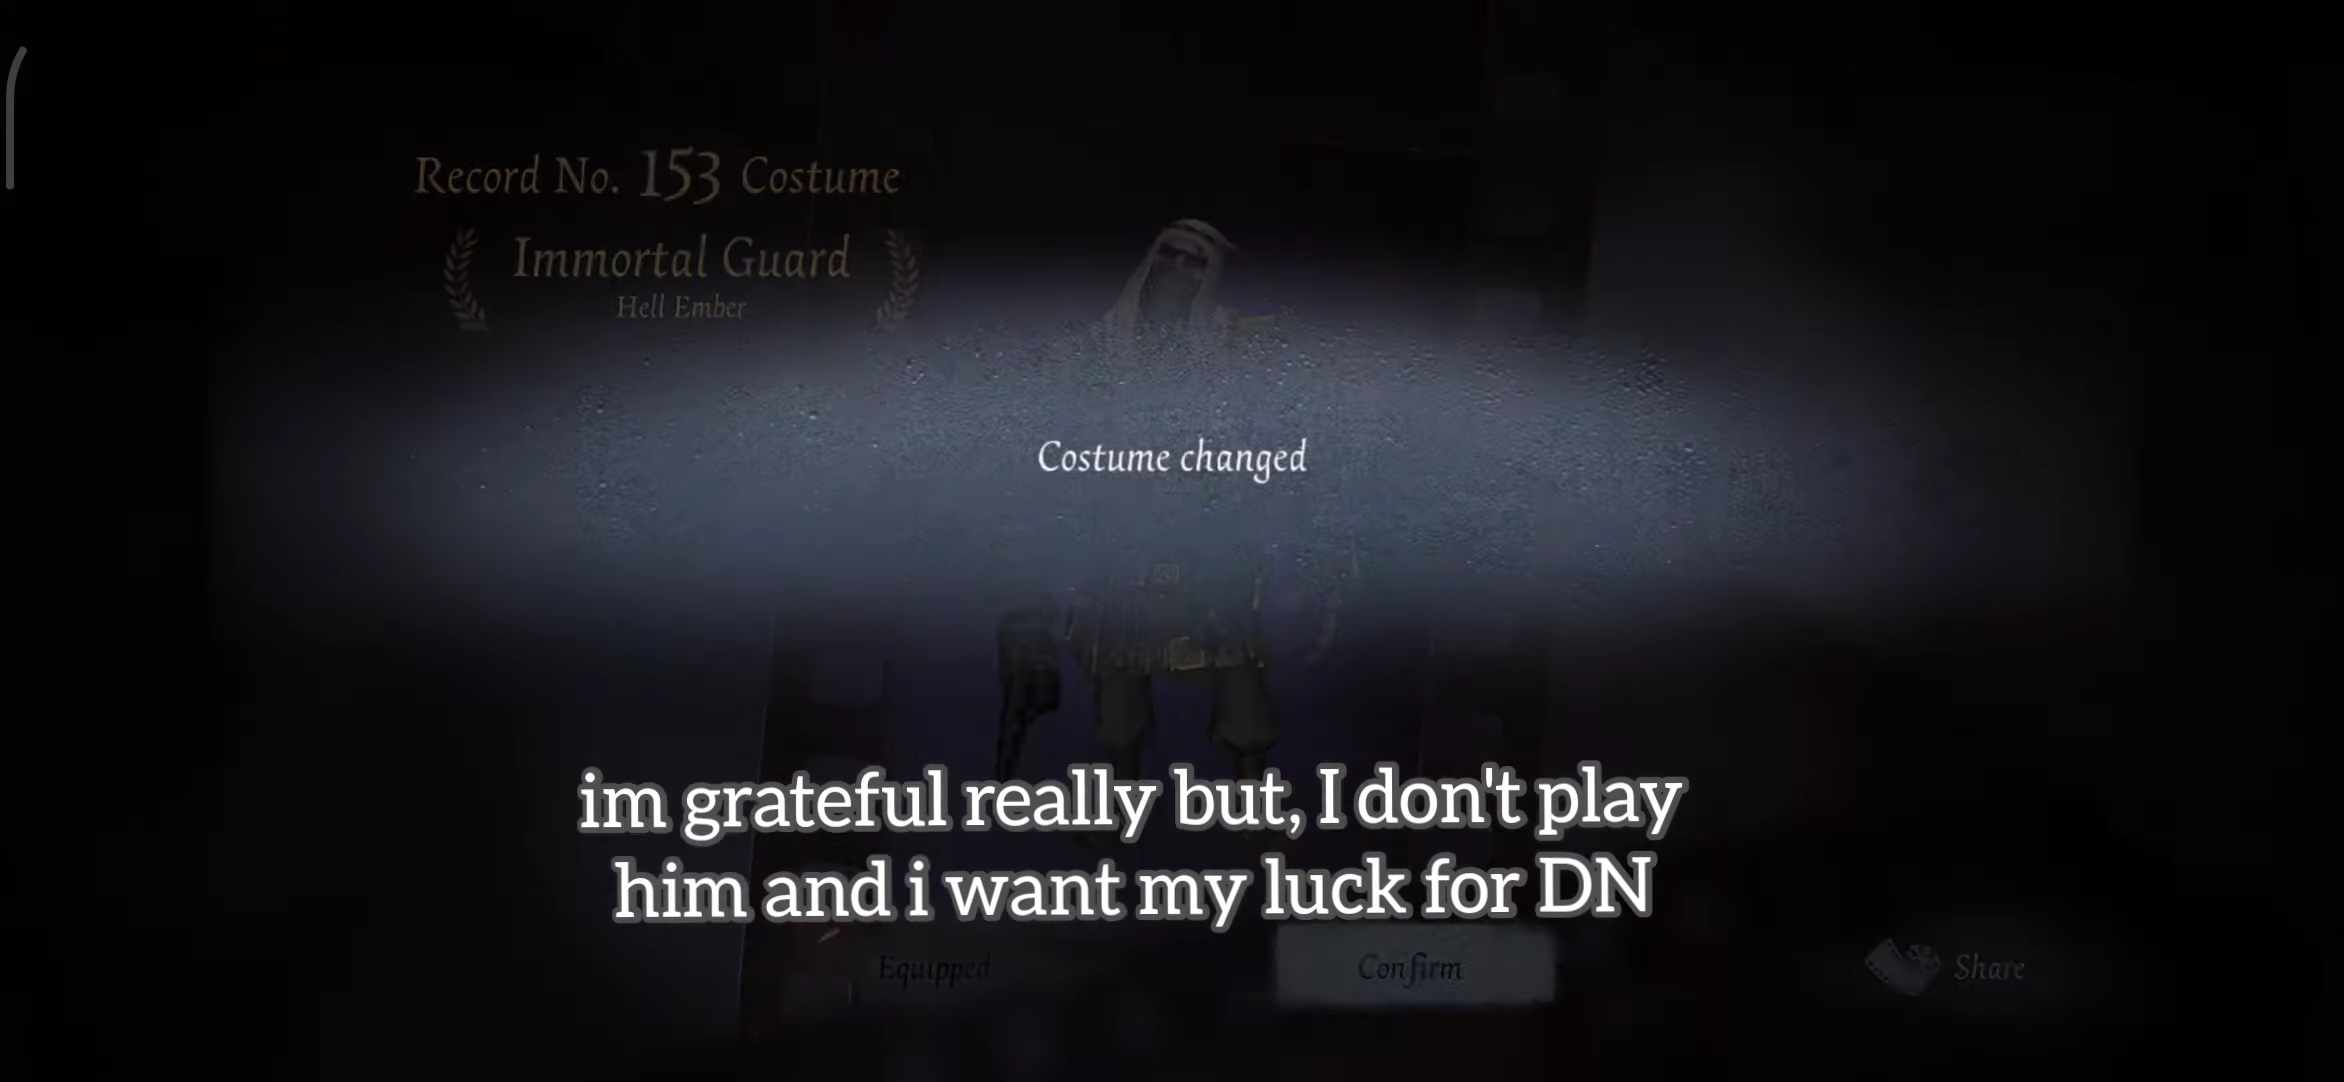 Record No. 153 Costume
Immortal Guard
Hell Ember
Costume changed
im grateful really but, I don't play
him and i want my luck for DN
Equipped
Confirm
Share